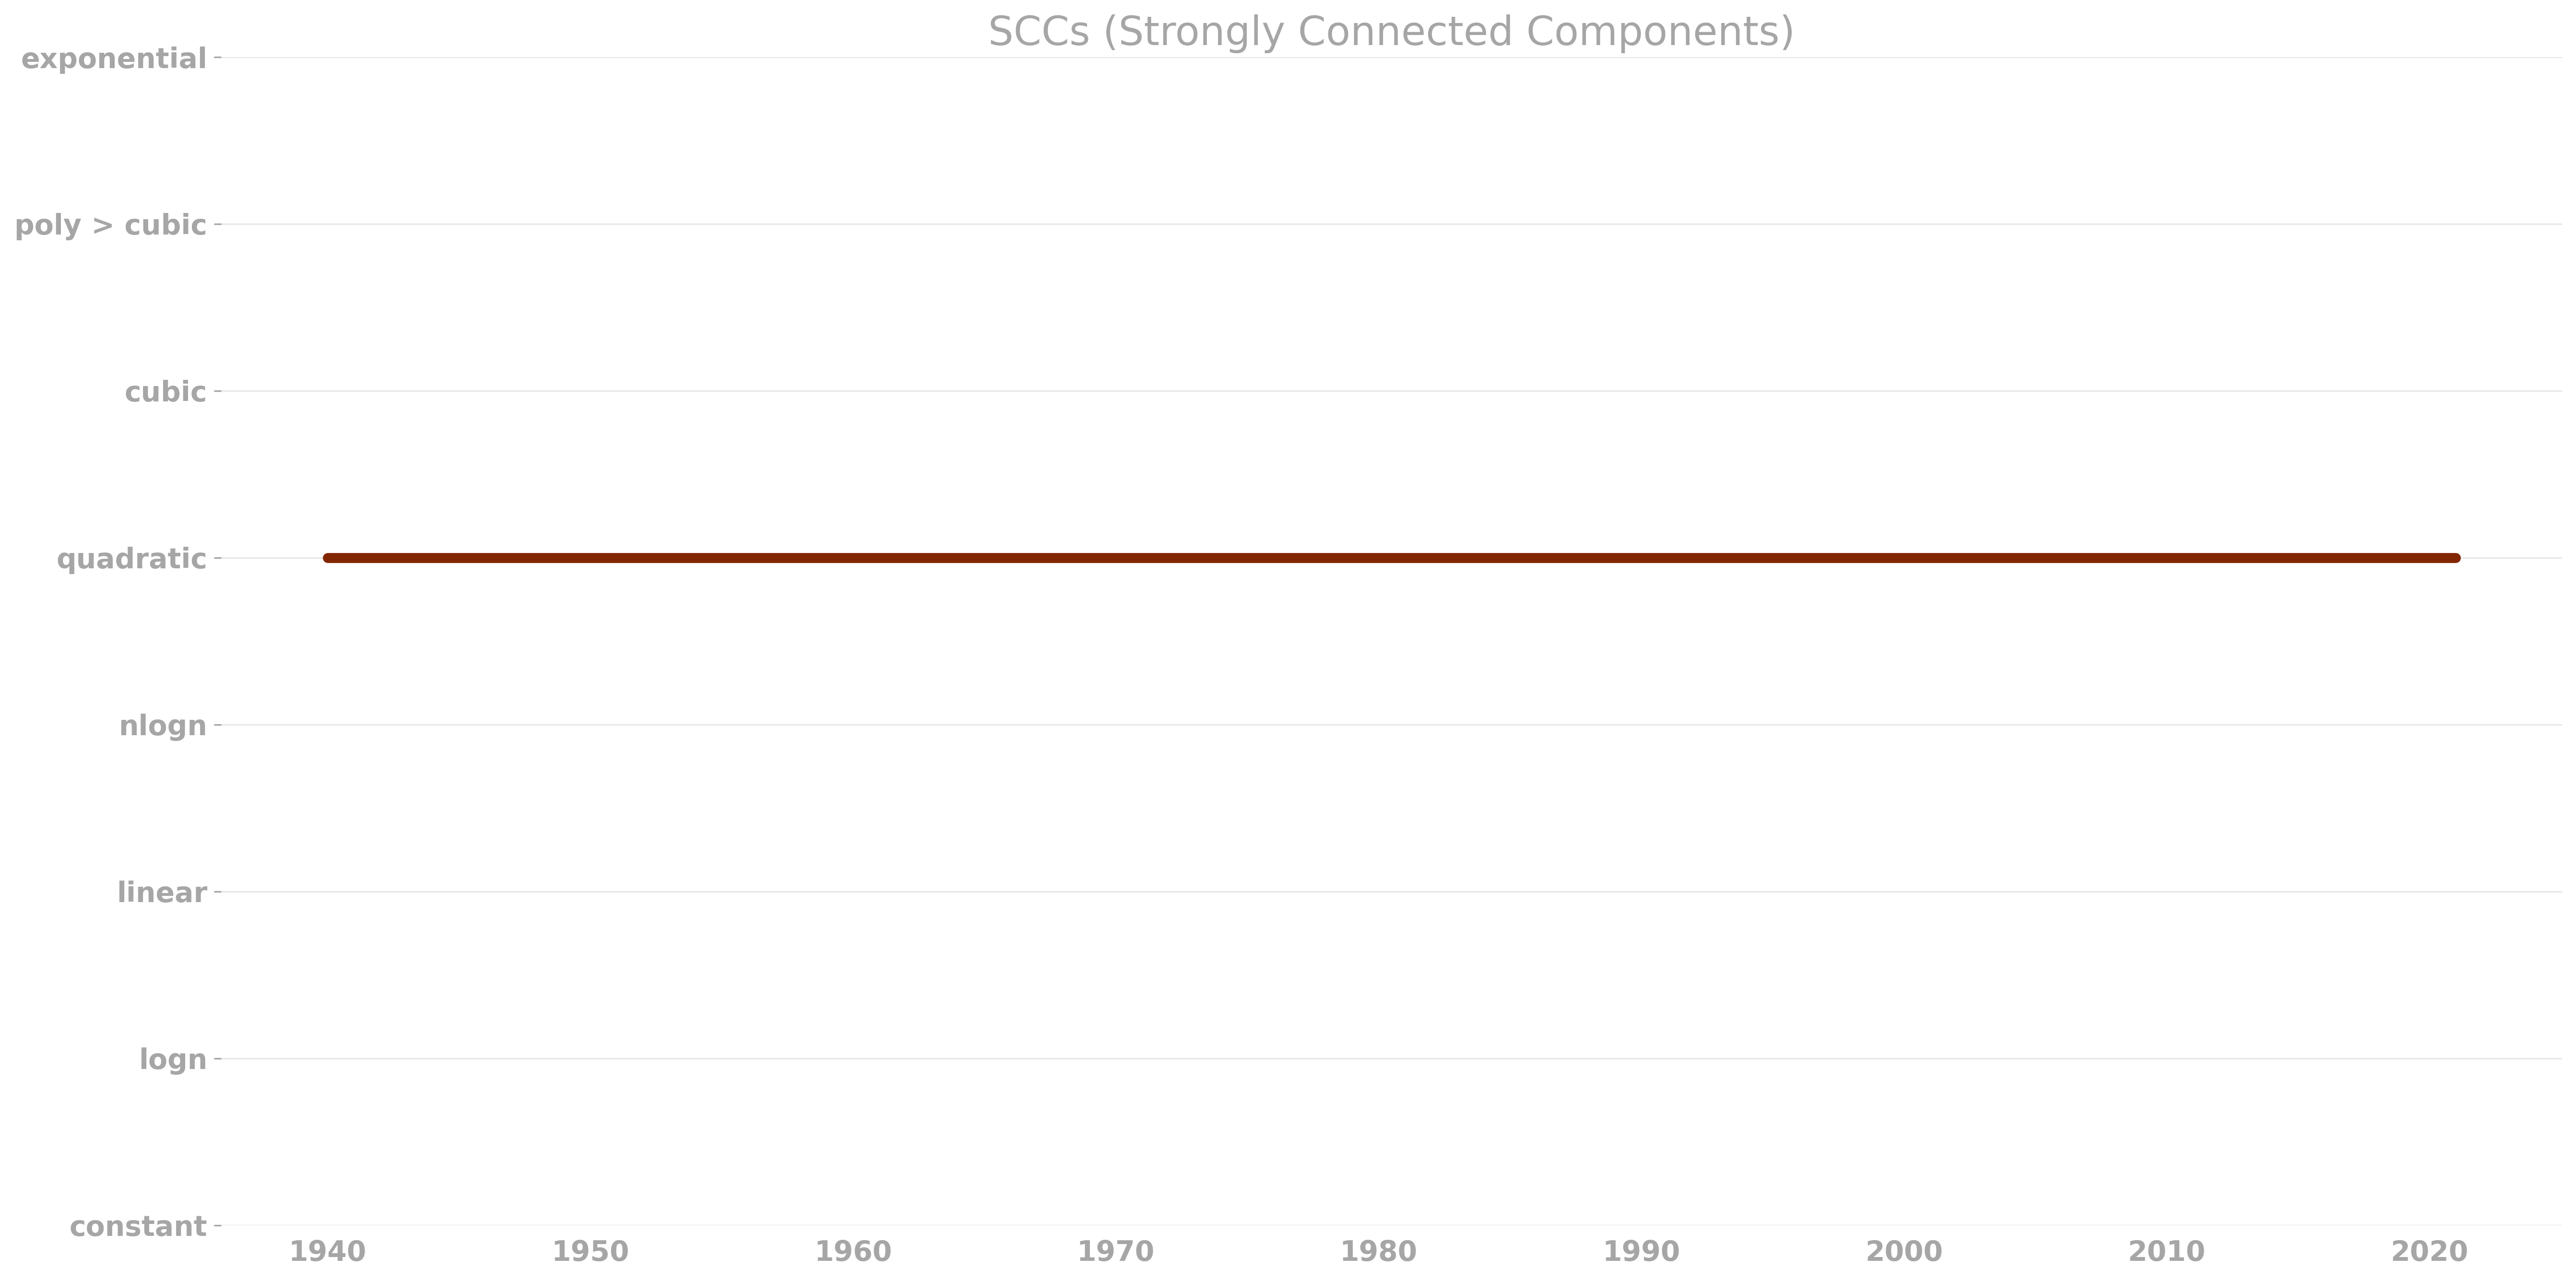 SCCs (Strongly Connected Components)
exponential
poly > cubic
cubic
quadratic
nlogn
linear
logn
constant
1940 1950 1960 1970 1980 1990 2000 2010 2020